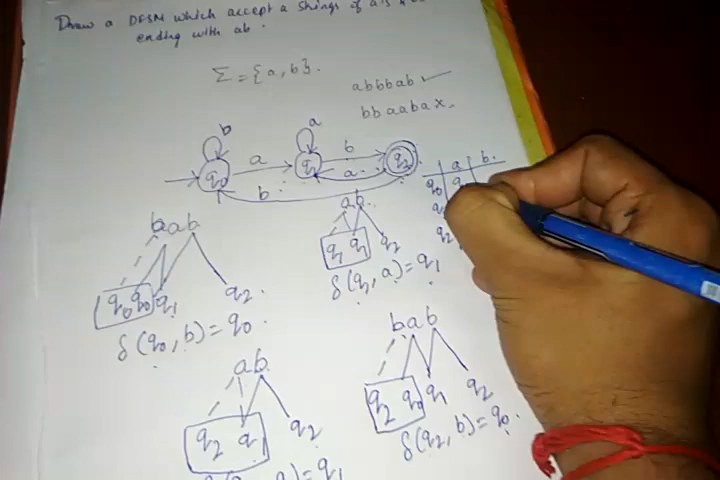 Draw a DFSM which accept a strings of a's &
ending with ab.
Σ = {a, b}.
abbbab ✓
bbaabax.
b
a
q0
a
q1
b
a
q2
b
a b.
q0 q
q
q2
bab
q0 q0 q1 q2
δ(q0, b) = q0.
ab
q1 q1 q2
δ(q1, a) = q1
ab
q2 q1 q2
a) = q1
bab
q2 q0 q1 q2
δ(q2, b) = q0.